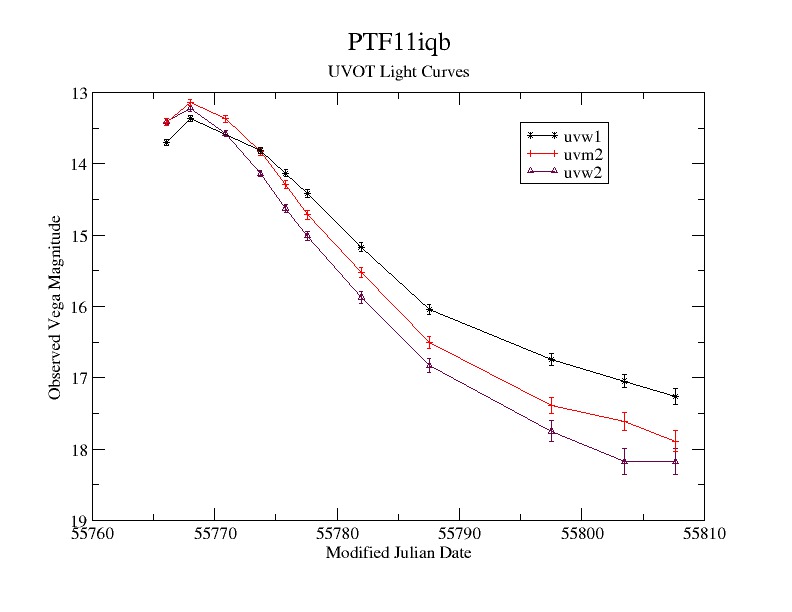 PTF11iqb
UVOT Light Curves
13
14
15
16
17
18
19
Observed Vega Magnitude
uvw1
uvm2
uvw2
55760
55770
55780
55790
55800
55810
Modified Julian Date